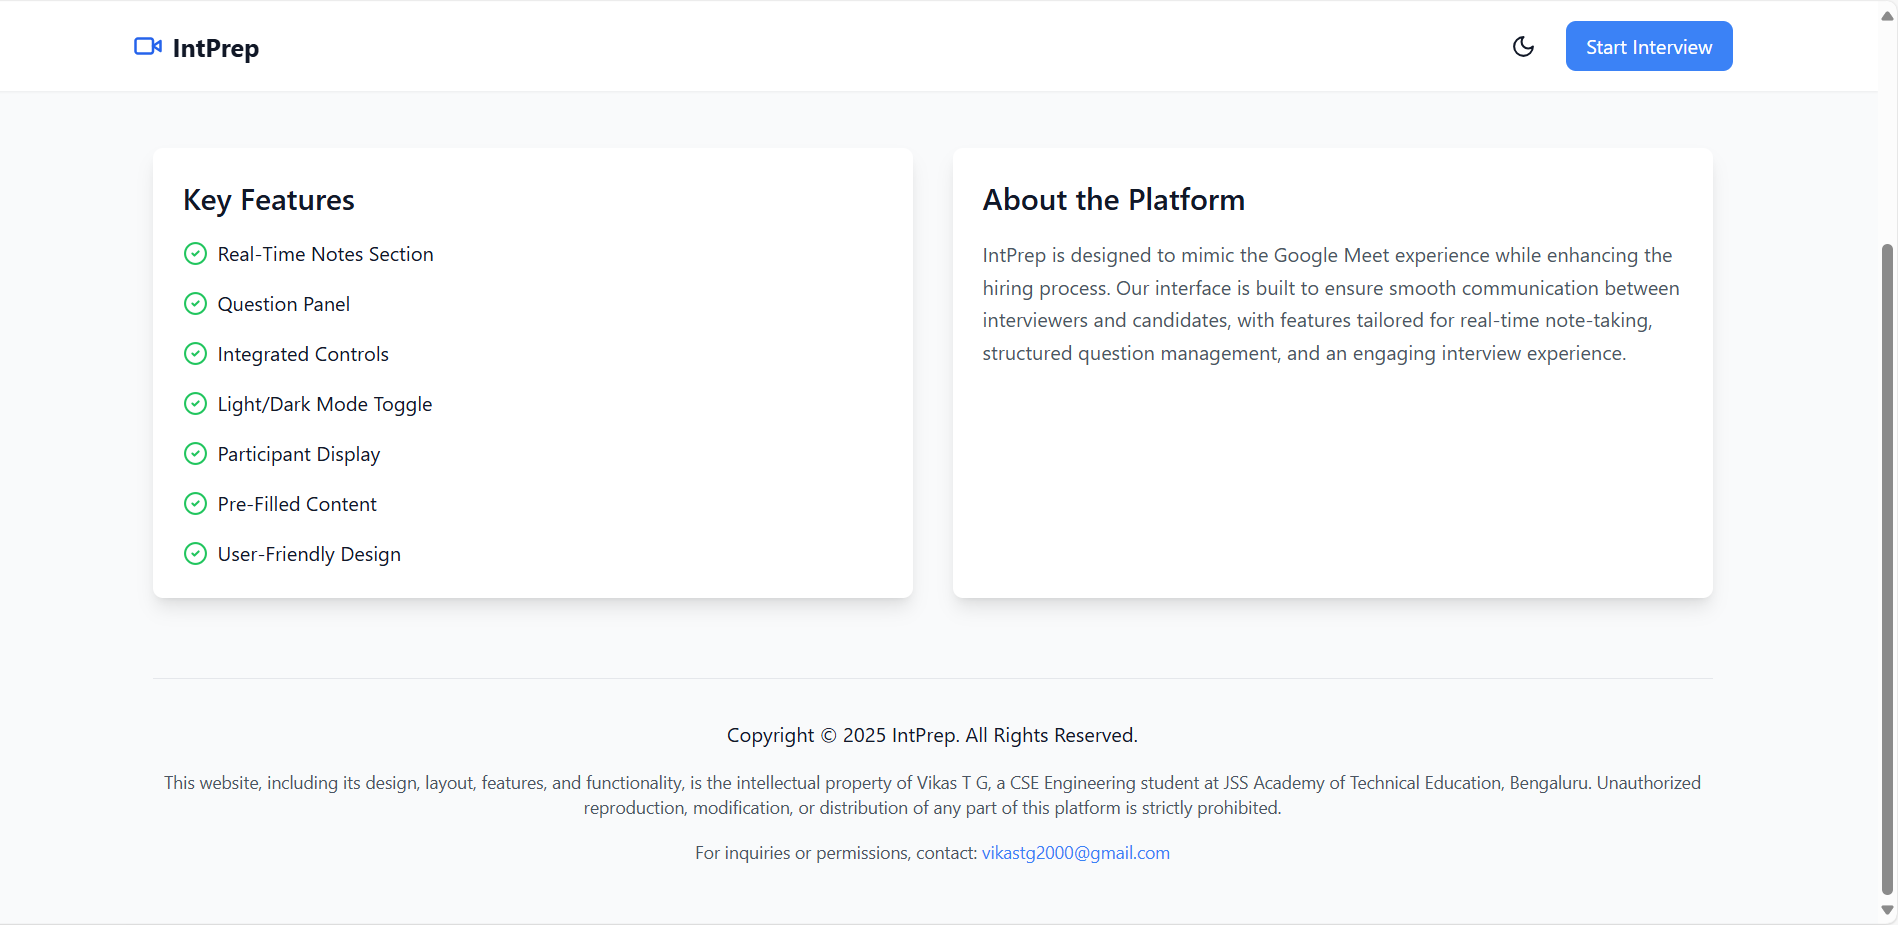 IntPrep
Start Interview
Key Features
Real-Time Notes Section
Question Panel
Integrated Controls
Light/Dark Mode Toggle
Participant Display
Pre-Filled Content
User-Friendly Design
About the Platform
IntPrep is designed to mimic the Google Meet experience while enhancing the
hiring process. Our interface is built to ensure smooth communication between
interviewers and candidates, with features tailored for real-time note-taking,
structured question management, and an engaging interview experience.
Copyright © 2025 IntPrep. All Rights Reserved.
This website, including its design, layout, features, and functionality, is the intellectual property of Vikas T G, a CSE Engineering student at JSS Academy of Technical Education, Bengaluru. Unauthorized
reproduction, modification, or distribution of any part of this platform is strictly prohibited.
For inquiries or permissions, contact: vikastg2000@gmail.com